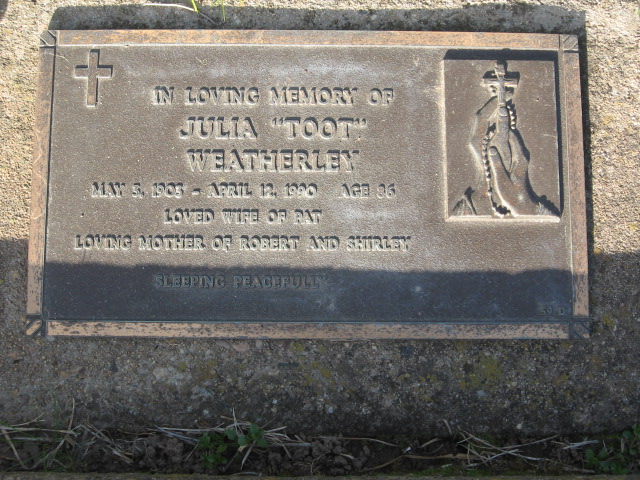 IN LOVING MEMORY OF
JULIA "TOOT"
WEATHERLEY
MAY 3, 1903 - APRIL 12, 1990 AGE 86
LOVED WIFE OF PAT
LOVING MOTHER OF ROBERT AND SHIRLEY
SLEEPING PEACEFULLY